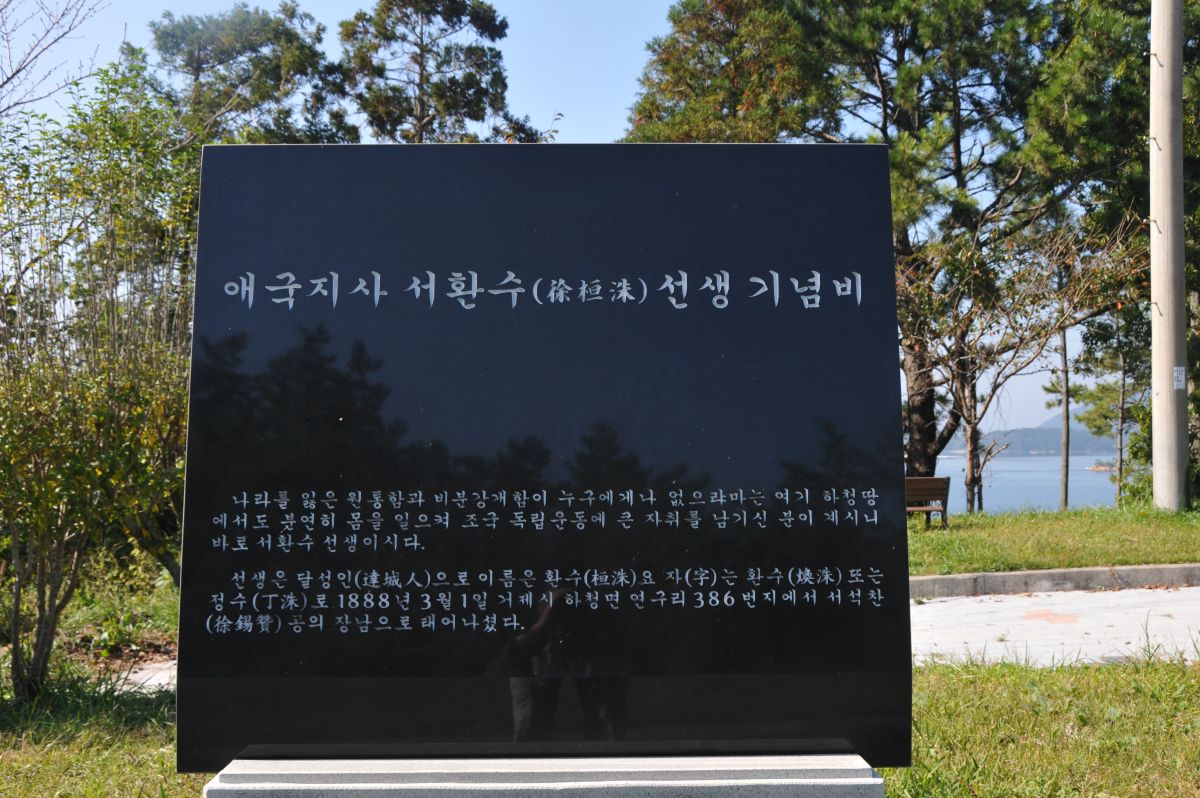 애국지사 서환수(徐桓洙)선생 기념비
나라를 잃은 원통함과 비분강개함이 누구에게나 없으랴마는 여기 하청땅
에서도 분연히 몸을 일으켜 조국 독립운동에 큰 자취를 남기신 분이 계시니
바로 서환수 선생이시다.
선생은 달성인(達城人)으로 이름은 환수(桓洙)요 자(字)는 환수(煥洙) 또는
정수(丁洙)로 1888년 3월 1일 거제시 하청면 연구리 386번지에서 서석찬
(徐錫贊) 공의 장남으로 태어나셨다.